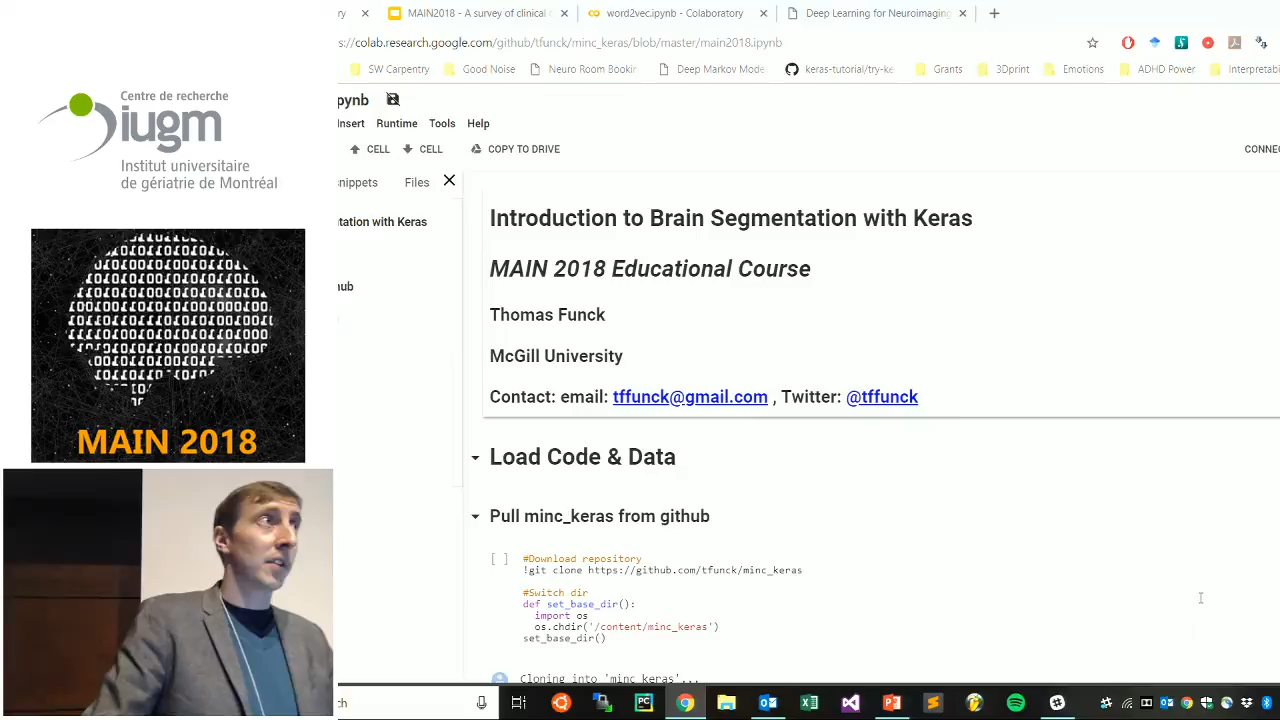 Centre de recherche
iugm
Institut universitaire
de gériatrie de Montréal
MAIN 2018
MAIN2018 - A survey of clinical
word2vec.ipynb - Colaboratory
Deep Learning for Neuroimaging
s://colab.research.google.com/github/tfunck/minc_keras/blob/master/main2018.ipynb
SW Carpentry
Good Noise
Neuro Room Bookin
Deep Markov Mode
keras-tutorial/try-ke
Grants
3Dprint
Emotions
ADHD Power
Interpretabl
pynb
Insert Runtime Tools Help
CELL CELL COPY TO DRIVE
CONNEC
nippets Files
tation with Keras
hub
Introduction to Brain Segmentation with Keras
MAIN 2018 Educational Course
Thomas Funck
McGill University
Contact: email: tffunck@gmail.com , Twitter: @tffunck
Load Code & Data
Pull minc_keras from github
[ ] #Download repository
!git clone https://github.com/tfunck/minc_keras
#Switch dir
def set_base_dir():
import os
os.chdir('/content/minc_keras')
set_base_dir()
Cloning into 'minc_keras'...